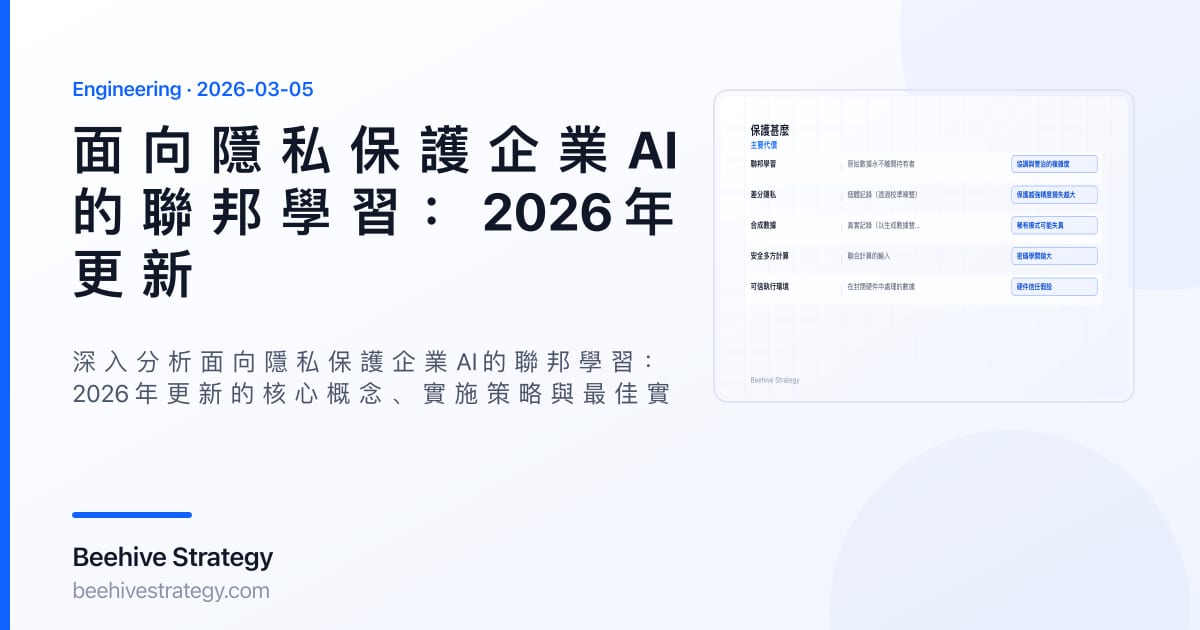 Engineering · 2026-03-05
面向隱私保護企業AI
的聯邦學習：2026年
更新
深入分析面向隱私保護企業AI的聯邦學習：
2026年更新的核心概念、實施策略與最佳實
Beehive Strategy
beehivestrategy.com
保護甚麼
主要代價
聯邦學習 原始數據永不離開持有者 協調與管治的複雜度
差分隱私 個體記錄（透過校準噪聲） 保護越強精度損失越大
合成數據 真實記錄（以生成數據替... 稀有模式可能失真
安全多方計算 聯合計算的輸入 密碼學開銷大
可信執行環境 在封閉硬件中處理的數據 硬件信任假設
Beehive Strategy